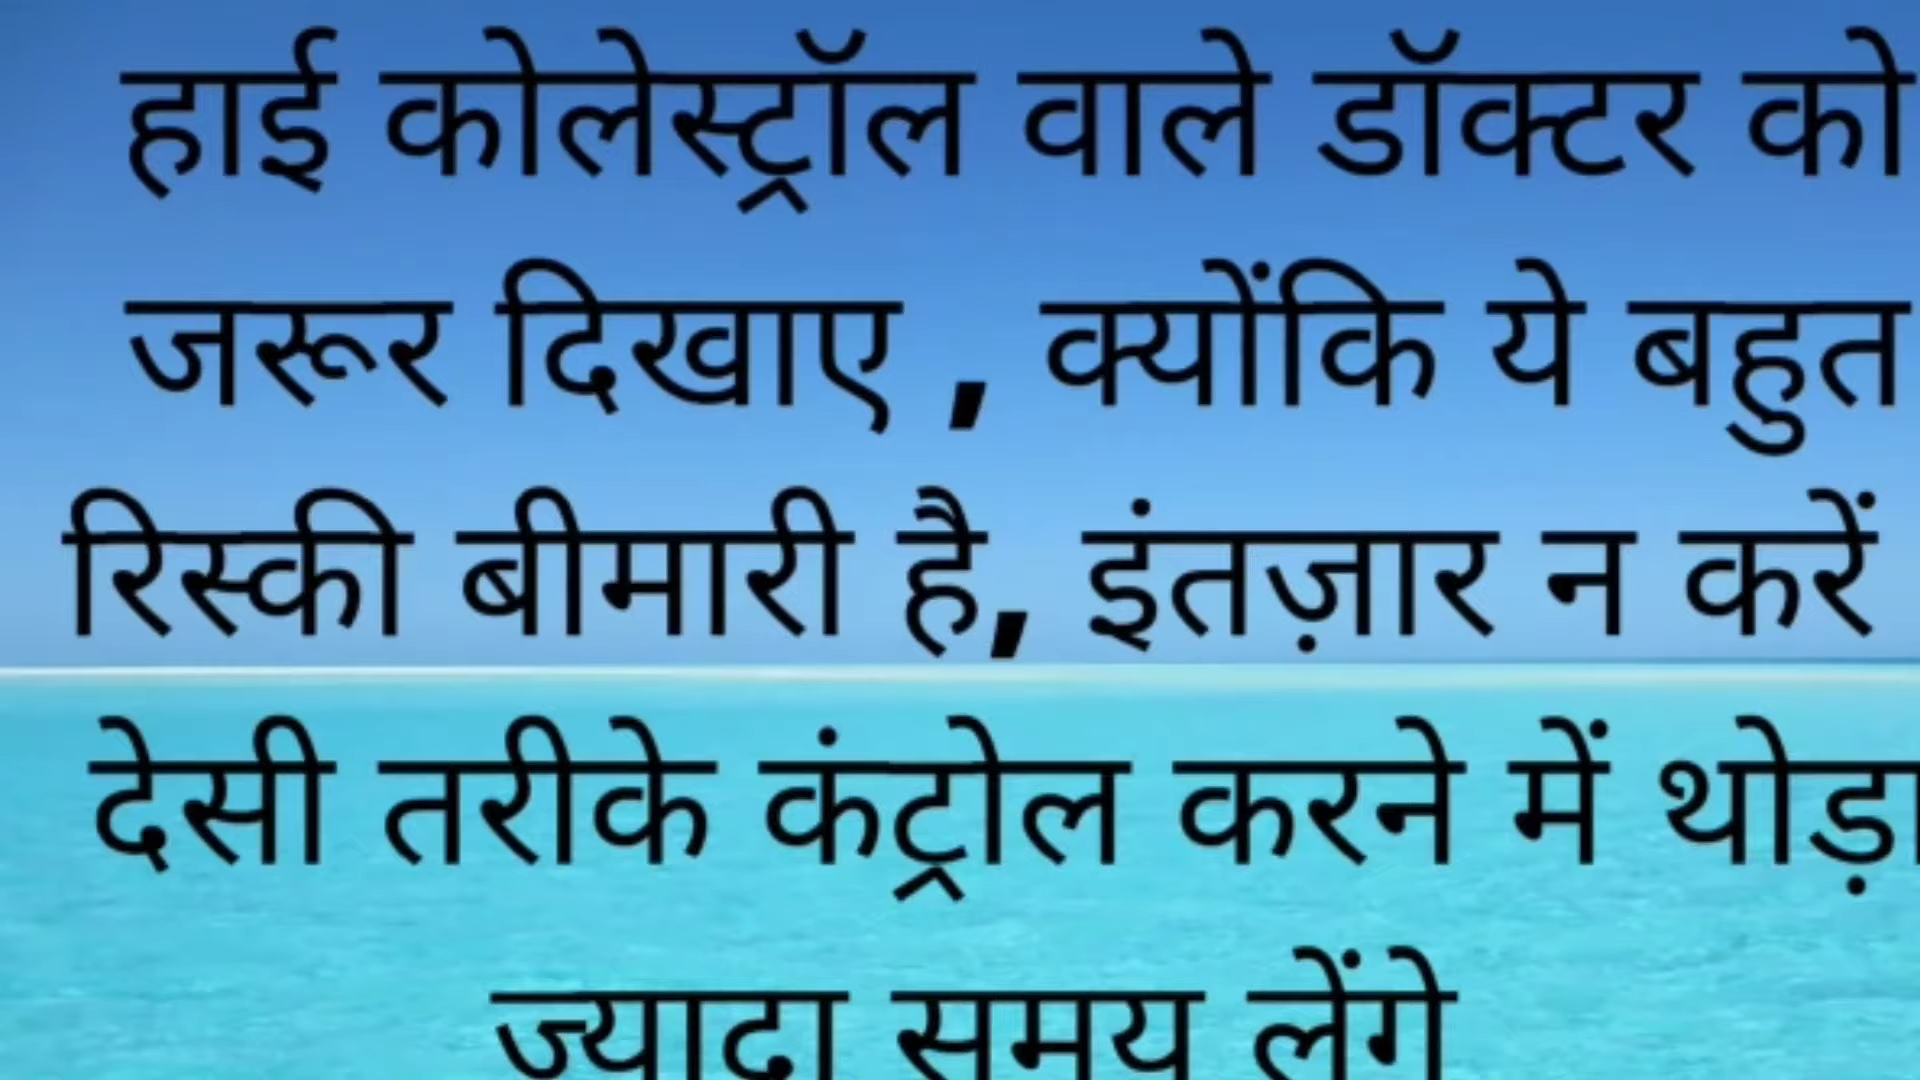 हाई कोलेस्ट्रॉल वाले डॉक्टर को
जरूर दिखाए , क्योंकि ये बहुत
रिस्की बीमारी है, इंतज़ार न करें
देसी तरीके कंट्रोल करने में थोड़ा
ज्यादा समय लेंगे